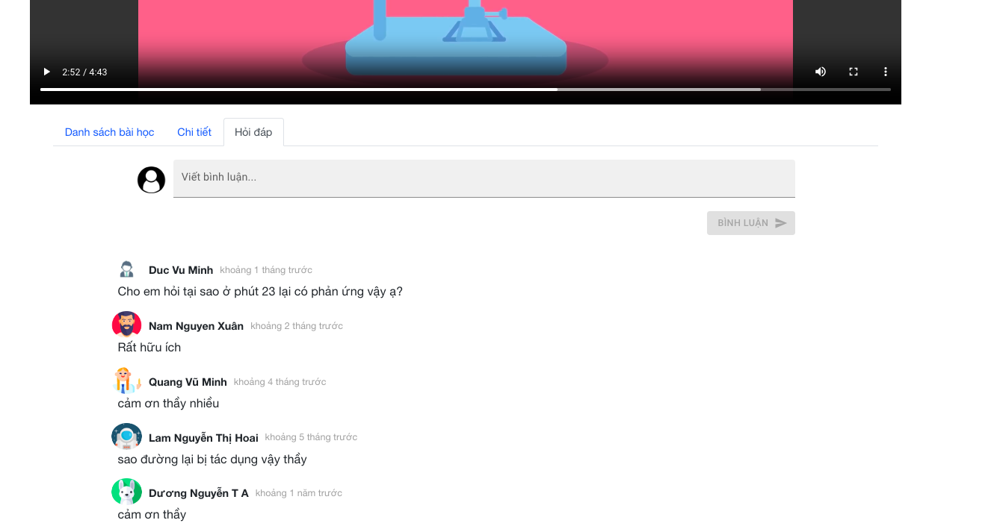 2:52 / 4:43
Danh sách bài học Chi tiết Hỏi đáp
Viết bình luận...
BÌNH LUẬN
Duc Vu Minh khoảng 1 tháng trước
Cho em hỏi tại sao ở phút 23 lại có phản ứng vậy ạ?
Nam Nguyen Xuân khoảng 2 tháng trước
Rất hữu ích
Quang Vũ Minh khoảng 4 tháng trước
cảm ơn thầy nhiều
Lam Nguyễn Thị Hoai khoảng 5 tháng trước
sao đường lại bị tác dụng vậy thầy
Dương Nguyễn T A khoảng 1 năm trước
cảm ơn thầy